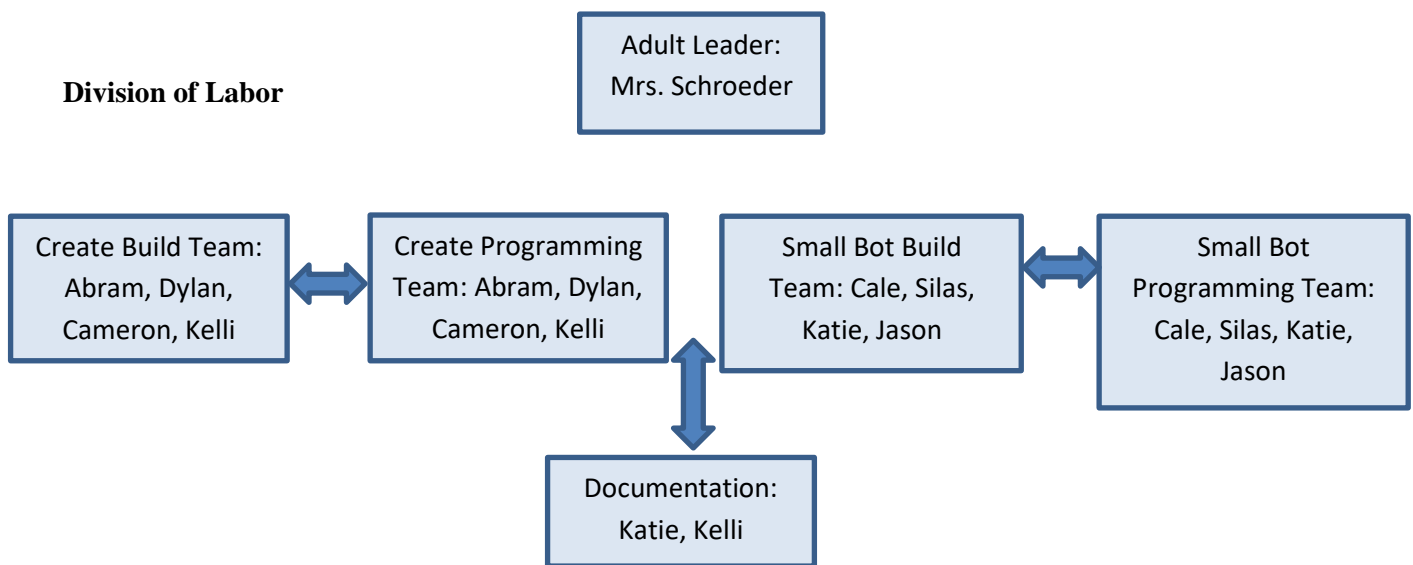 Adult Leader:
Mrs. Schroeder
Division of Labor
Create Build Team:
Abram, Dylan,
Cameron, Kelli
Create Programming
Team: Abram, Dylan,
Cameron, Kelli
Small Bot Build
Team: Cale, Silas,
Katie, Jason
Small Bot
Programming Team:
Cale, Silas, Katie,
Jason
Documentation:
Katie, Kelli